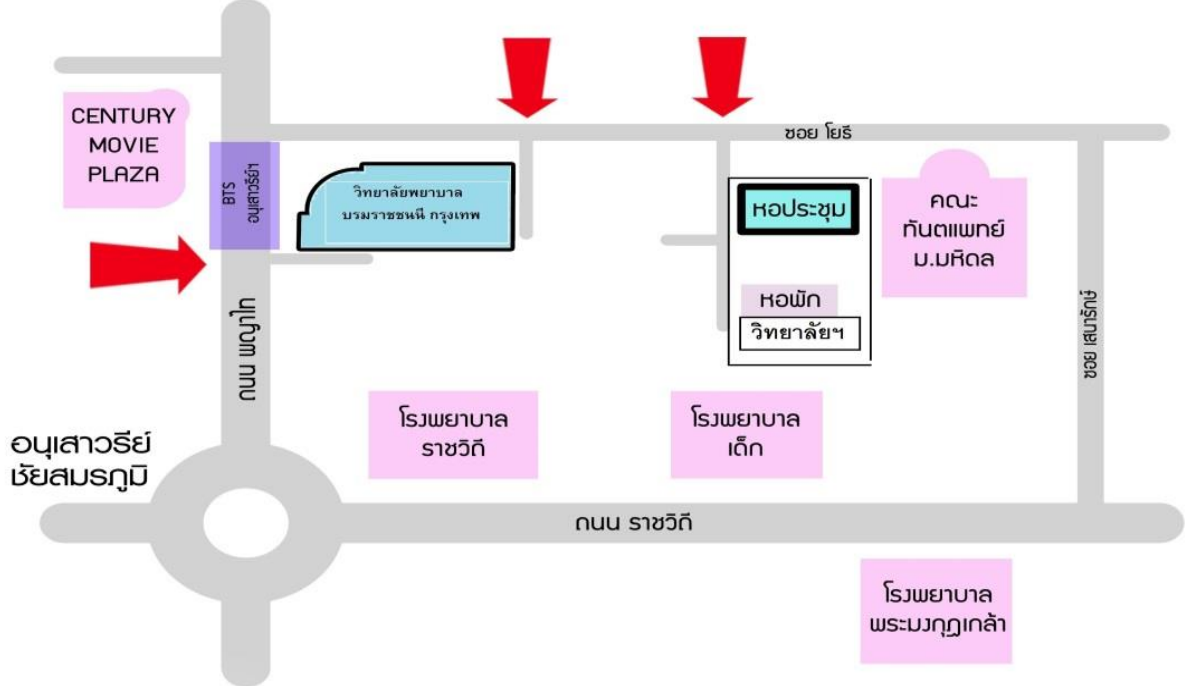 CENTURY
MOVIE
PLAZA
BTS
อนุเสาวรีย์ฯ
วิทยาลัยพยาบาล
บรมราชชนนี กรุงเทพ
ซอย โยธี
หอประชุม
คณะ
ทันตแพทย์
ม.มหิดล
หอพัก
วิทยาลัยฯ
ถนน พญาไท
ซอย เสนารักษ์
โรงพยาบาล
ราชวิถี
โรงพยาบาล
เด็ก
อนุเสาวรีย์
ชัยสมรภูมิ
ถนน ราชวิถี
โรงพยาบาล
พระมงกุฎเกล้า